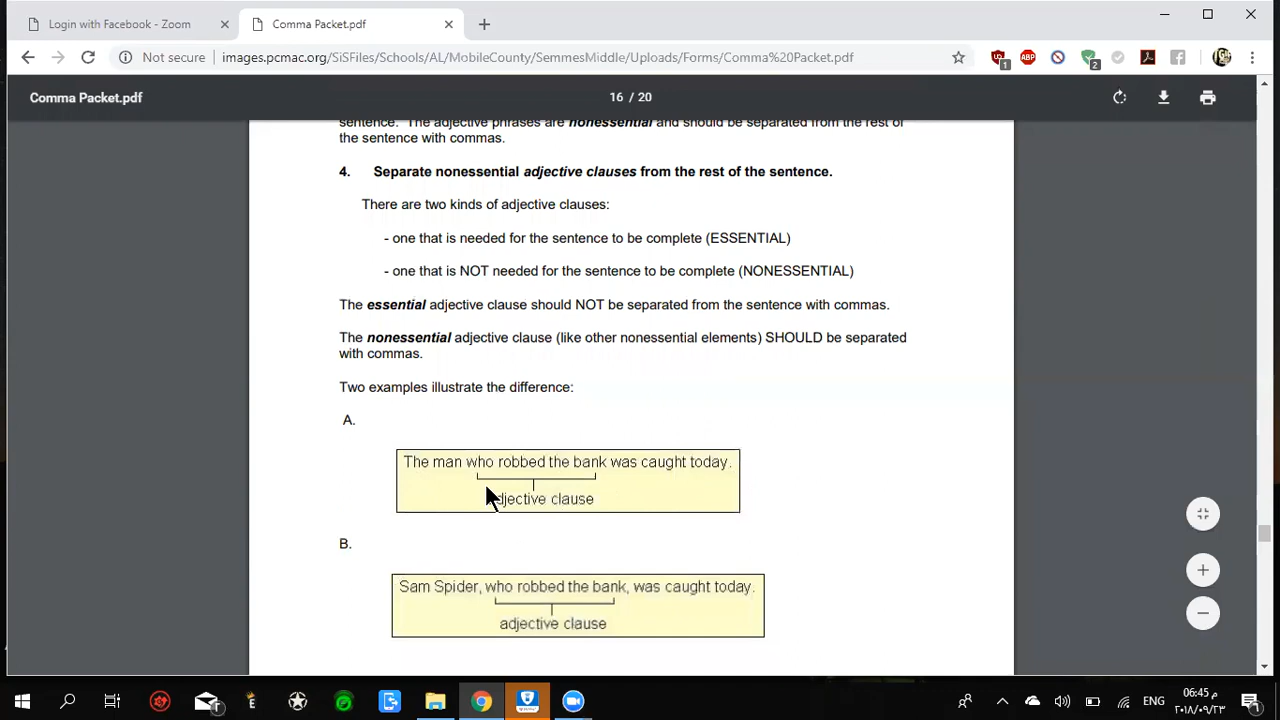 Login with Facebook - Zoom
Comma Packet.pdf
Not secure
images.pcmac.org/SiSFiles/Schools/AL/MobileCounty/SemmesMiddle/Uploads/Forms/Comma%20Packet.pdf
1
ABP
2
Comma Packet.pdf
16 / 20
sentence. The adjective phrases are nonessential and should be separated from the rest of
the sentence with commas.
4. Separate nonessential adjective clauses from the rest of the sentence.
There are two kinds of adjective clauses:
- one that is needed for the sentence to be complete (ESSENTIAL)
- one that is NOT needed for the sentence to be complete (NONESSENTIAL)
The essential adjective clause should NOT be separated from the sentence with commas.
The nonessential adjective clause (like other nonessential elements) SHOULD be separated
with commas.
Two examples illustrate the difference:
A.
The man who robbed the bank was caught today.
adjective clause
B.
Sam Spider, who robbed the bank, was caught today.
adjective clause
ENG
06:45 م
٢٠١٨/٠٩/٢٣